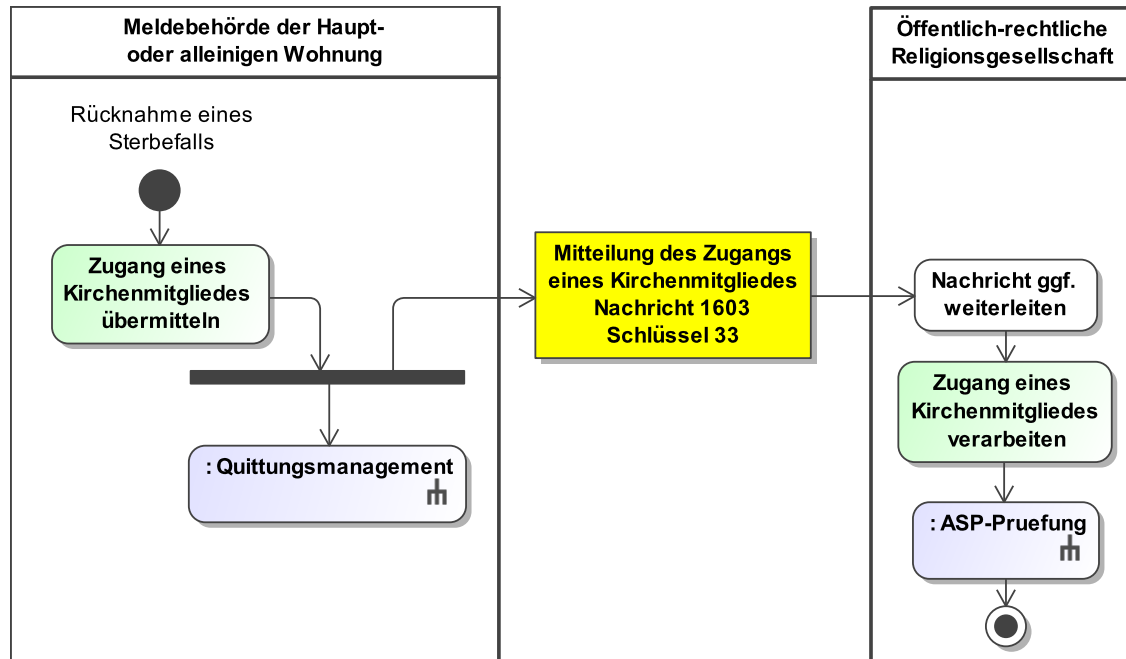 Meldebehörde der Haupt-
oder alleinigen Wohnung
Rücknahme eines
Sterbefalls
Zugang eines
Kirchenmitgliedes
übermitteln
: Quittungsmanagement
Mitteilung des Zugangs
eines Kirchenmitgliedes
Nachricht 1603
Schlüssel 33
Öffentlich-rechtliche
Religionsgesellschaft
Nachricht ggf.
weiterleiten
Zugang eines
Kirchenmitgliedes
verarbeiten
: ASP-Pruefung